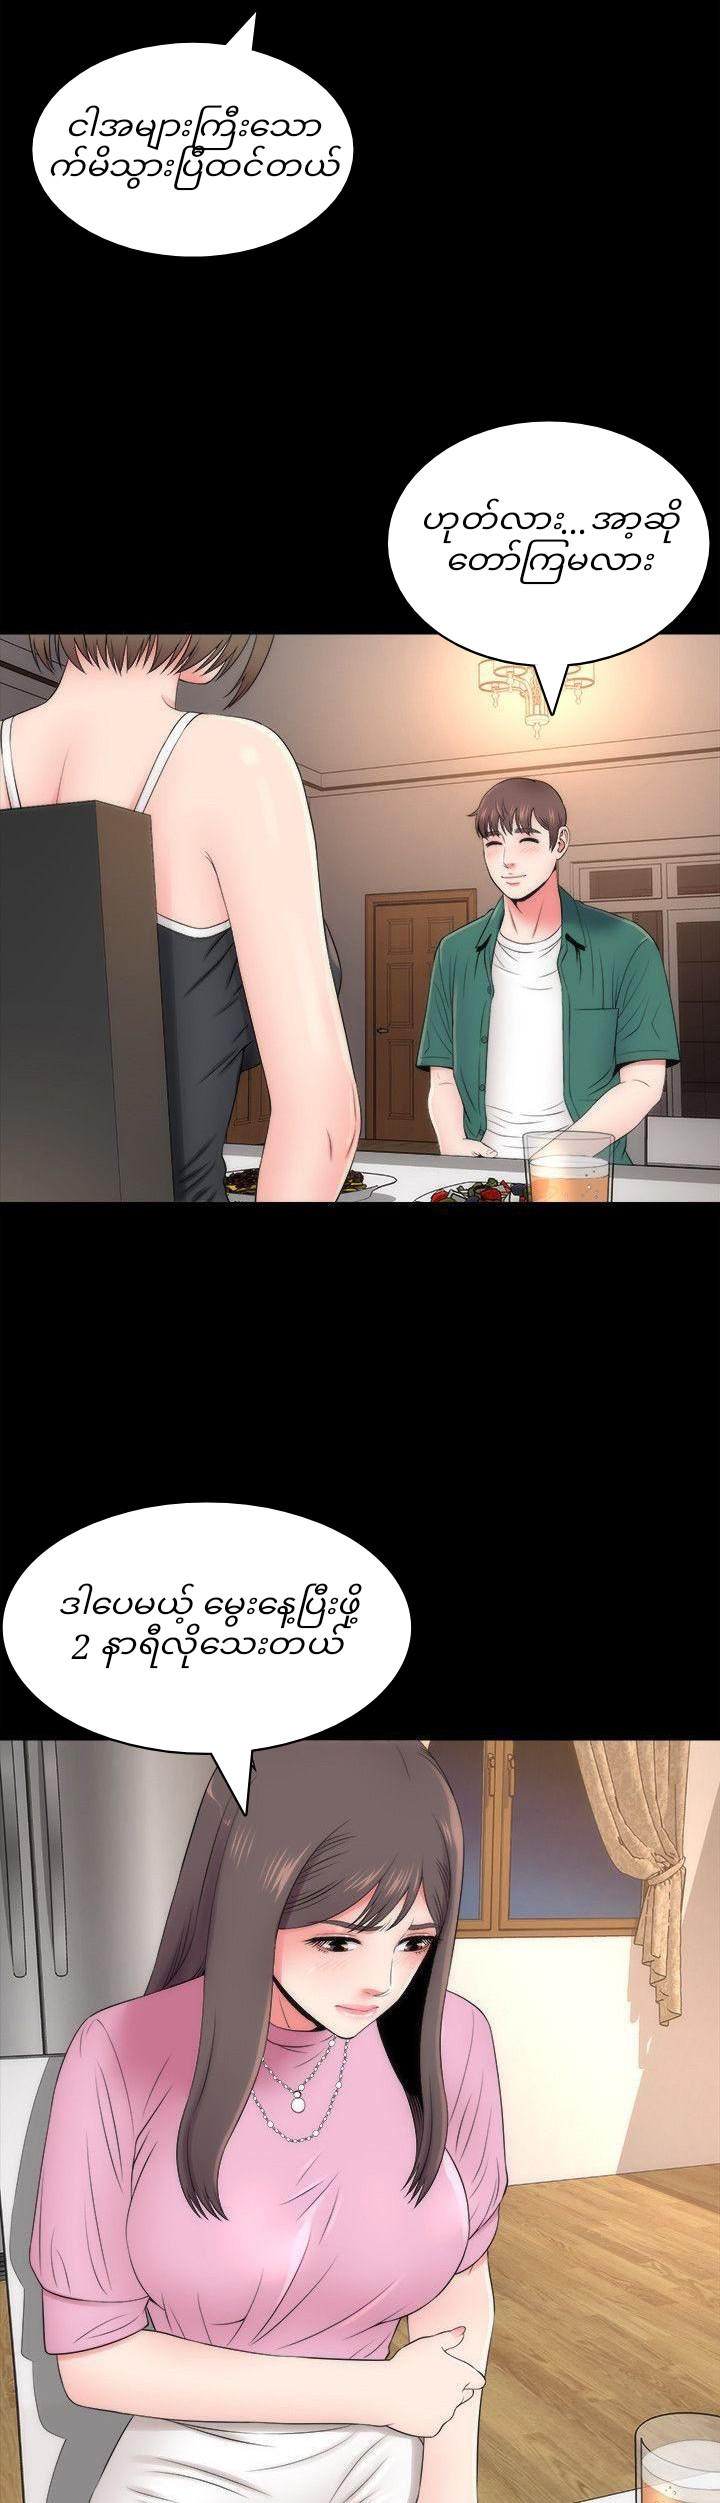 ငါအများကြီးသော
က်မိသွားပြီထင်တယ်
ဟုတ်လား...အာ့ဆို
တော်ကြမလား
ဒါပေမယ့် မွေးနေ့ပြီးဖို့
2 နာရီလိုသေးတယ်